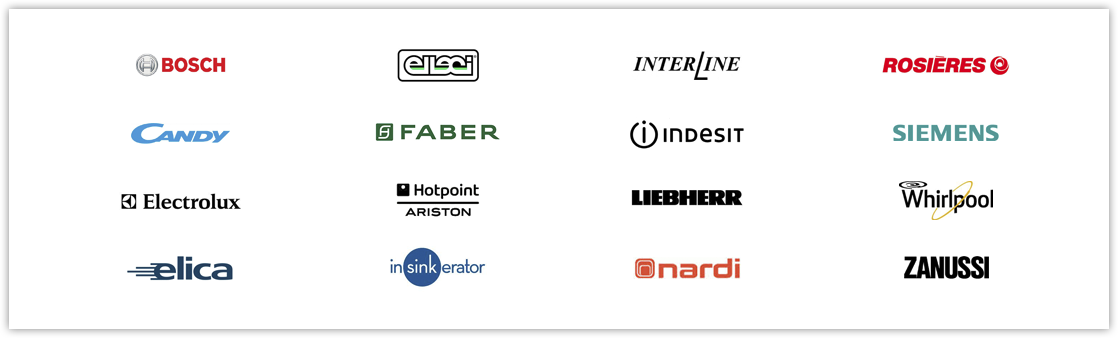 BOSCH
elleci
INTERLINE
ROSIÈRES
CANDY
FABER
indesit
SIEMENS
Electrolux
Hotpoint
ARISTON
LIEBHERR
Whirlpool
elica
insinkerator
nardi
ZANUSSI